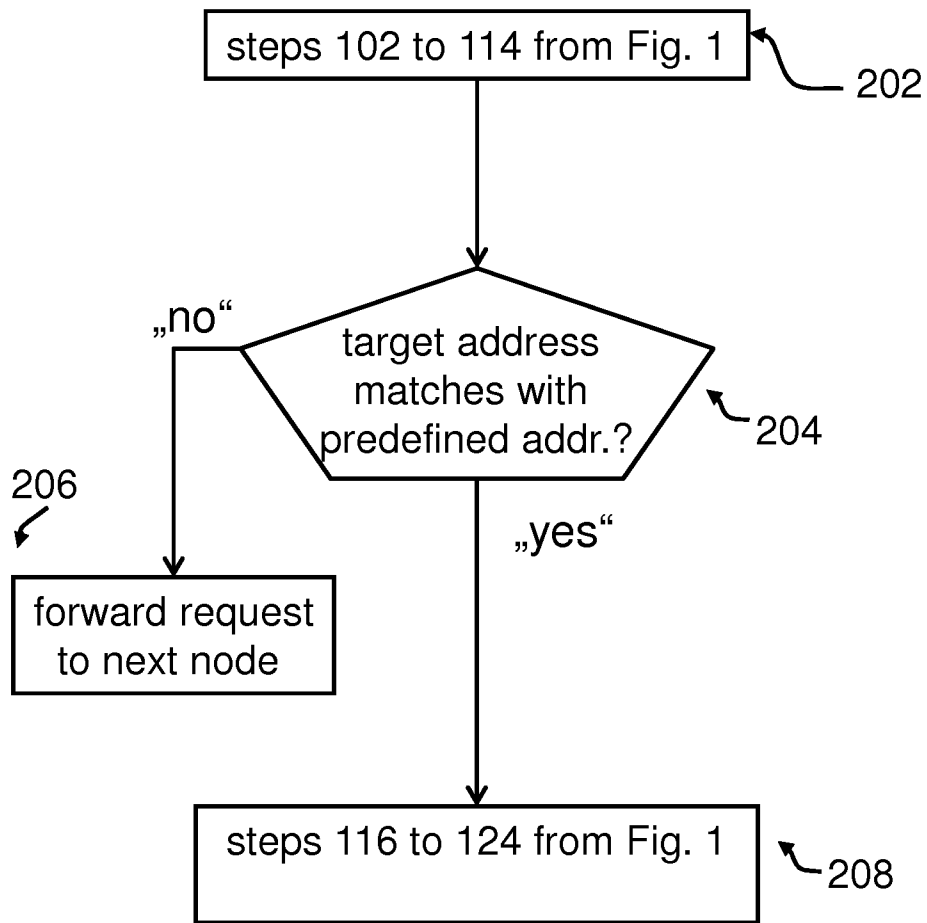 steps 102 to 114 from Fig. 1
202
„no“
target address
matches with
predefined addr.?
204
206
„yes“
forward request
to next node
steps 116 to 124 from Fig. 1
208